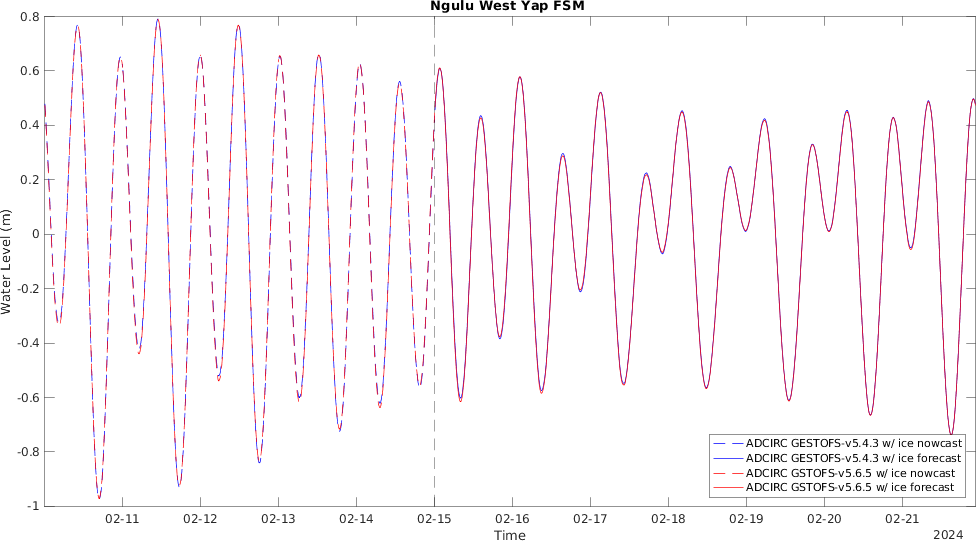 Ngulu West Yap FSM
Water Level (m)
0.8
0.6
0.4
0.2
0
-0.2
-0.4
-0.6
-0.8
-1
ADCIRC GESTOFS-v5.4.3 w/ ice nowcast
ADCIRC GESTOFS-v5.4.3 w/ ice forecast
ADCIRC GSTOFS-v5.6.5 w/ ice nowcast
ADCIRC GSTOFS-v5.6.5 w/ ice forecast
02-11 02-12 02-13 02-14 02-15 02-16 02-17 02-18 02-19 02-20 02-21
Time
2024